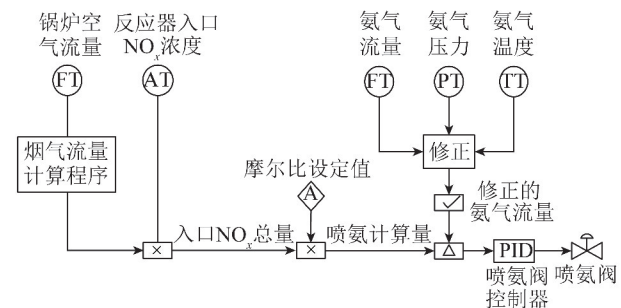 锅炉空
气流量
反应器入口
NOx浓度
氨气
流量
氨气
压力
氨气
温度
FT
AT
FT
PT
TT
烟气流量
计算程序
修正
摩尔比设定值
A
修正的
氨气流量
×
入口NOx总量
×
喷氨计算量
Δ
PID
喷氨阀
控制器
喷氨阀